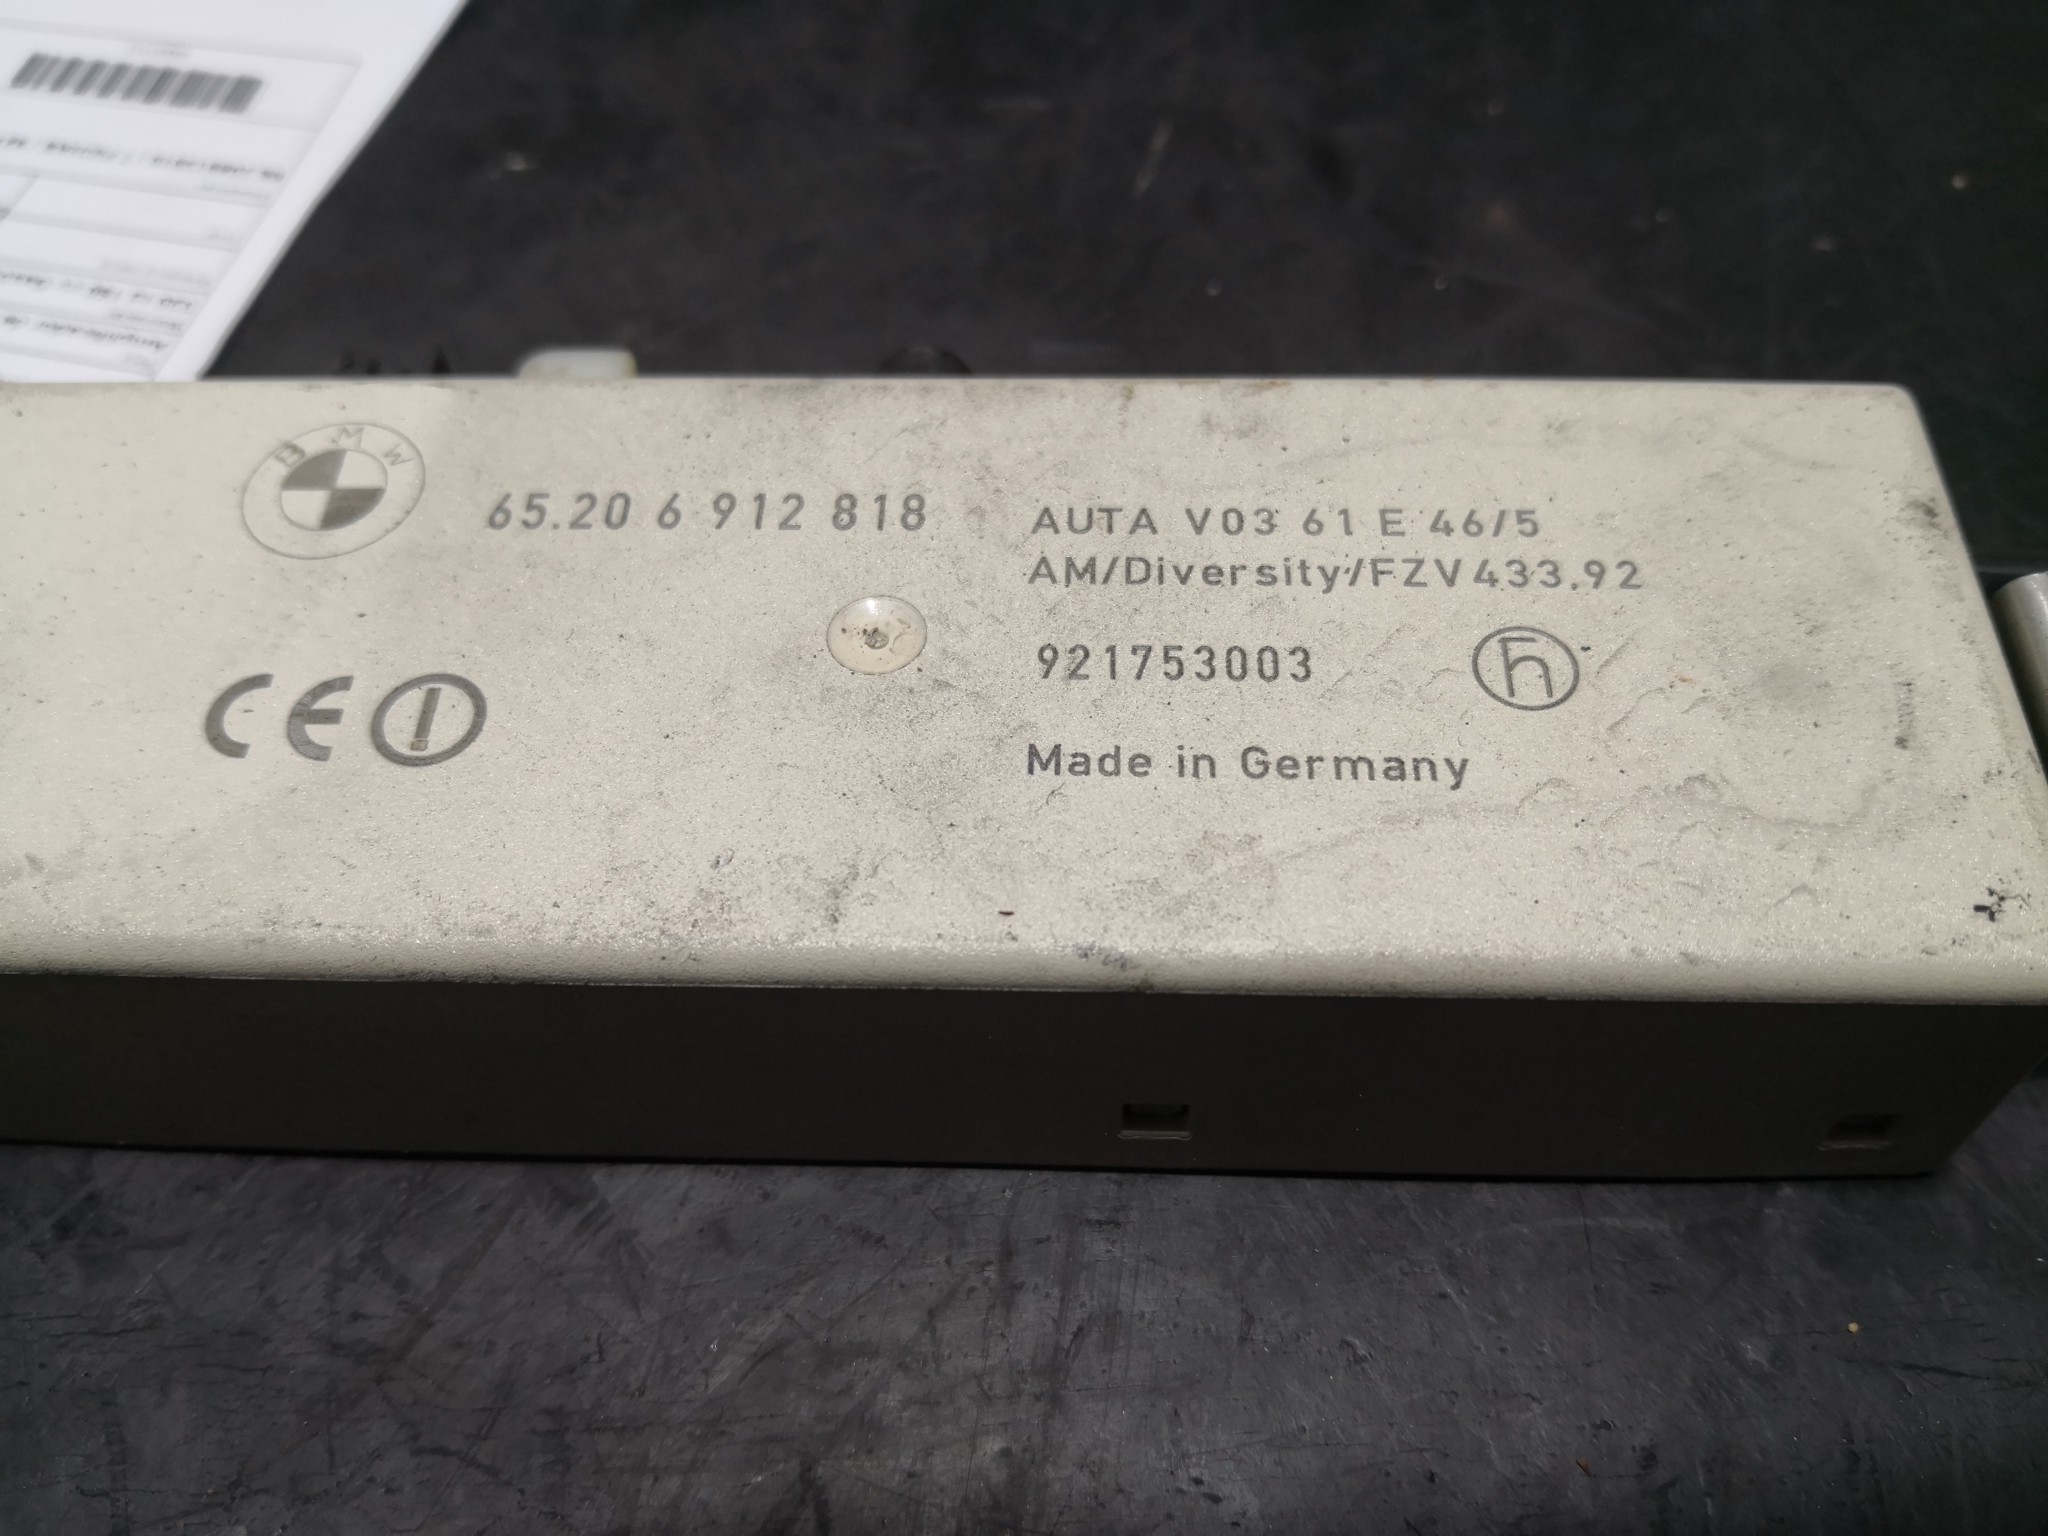 BMW
65.20 6 912 818
AUTA V03 61 E 46/5
AM/Diversity/FZV433.92
921753003
h
CE
Made in Germany